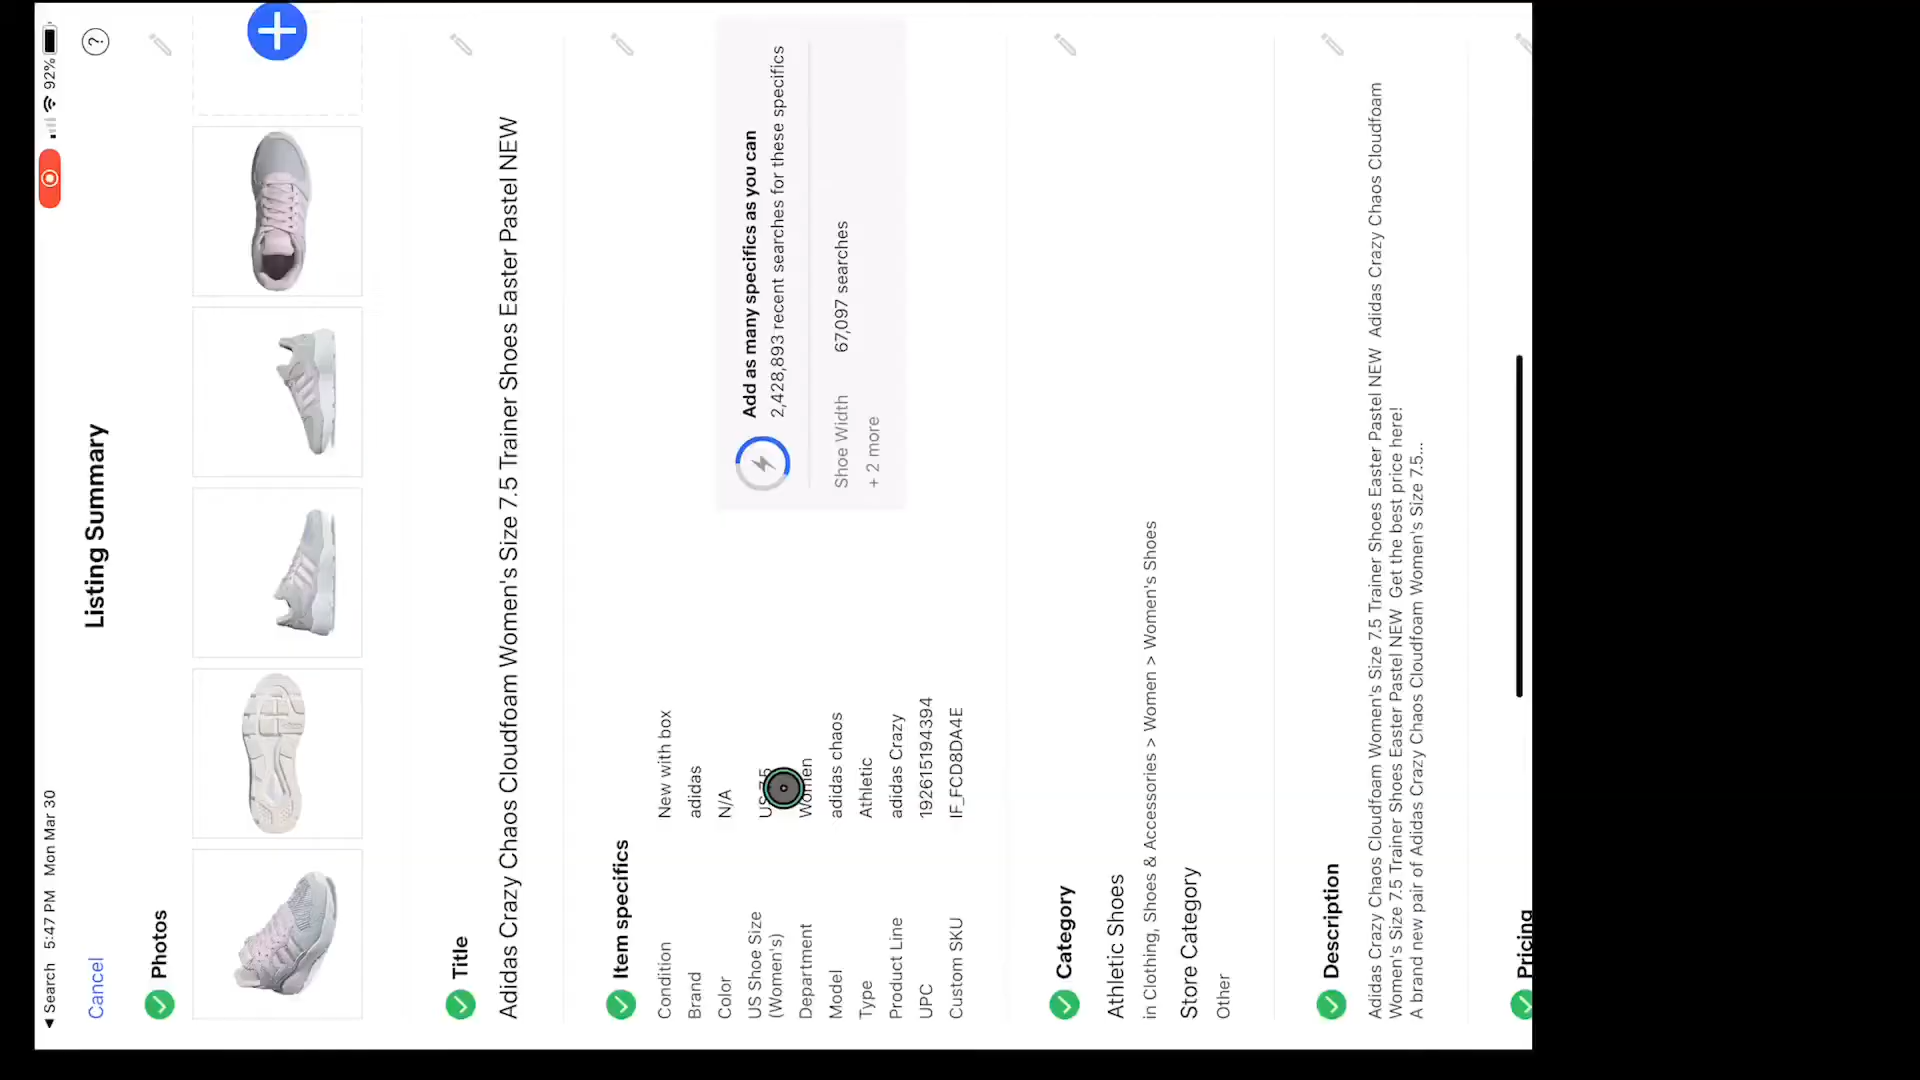 Search 5:47 PM Mon Mar 30 92%
Cancel Listing Summary ?
Photos
Title
Adidas Crazy Chaos Cloudfoam Women's Size 7.5 Trainer Shoes Easter Pastel NEW
Item specifics
Condition New with box
Brand adidas
Color N/A
US Shoe Size US 7.5
(Women's)
Department Women
Model adidas chaos
Type Athletic
Product Line adidas Crazy
UPC 192615194394
Custom SKU IF_FCD8DA4E
Add as many specifics as you can
2,428,893 recent searches for these specifics
Shoe Width 67,097 searches
+ 2 more
Category
Athletic Shoes
in Clothing, Shoes & Accessories > Women > Women > Women's Shoes
Store Category
Other
Description
Adidas Crazy Chaos Cloudfoam Women's Size 7.5 Trainer Shoes Easter Pastel NEW Adidas Crazy Chaos Cloudfoam
Women's Size 7.5 Trainer Shoes Easter Pastel NEW Get the best price here!
A brand new pair of Adidas Crazy Chaos Cloudfoam Women's Size 7.5...
Pricing